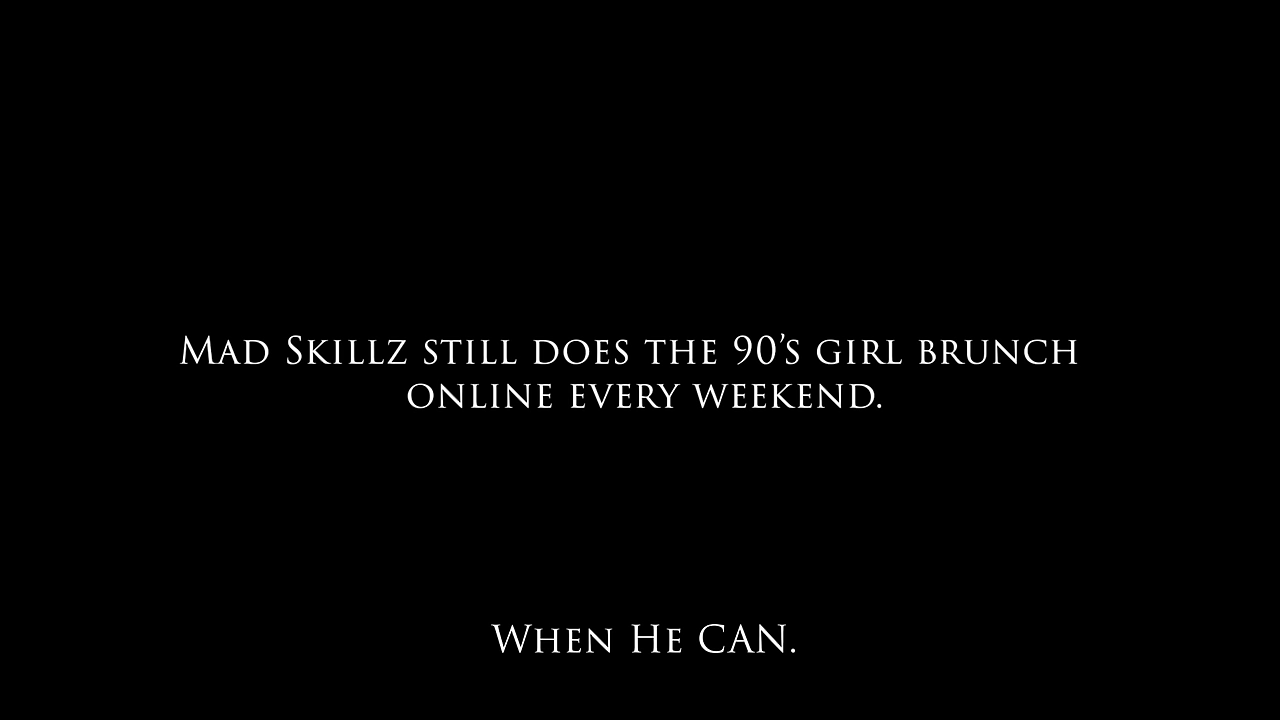 Mad Skillz still does the 90’s girl brunch
online every weekend.
When He CAN.